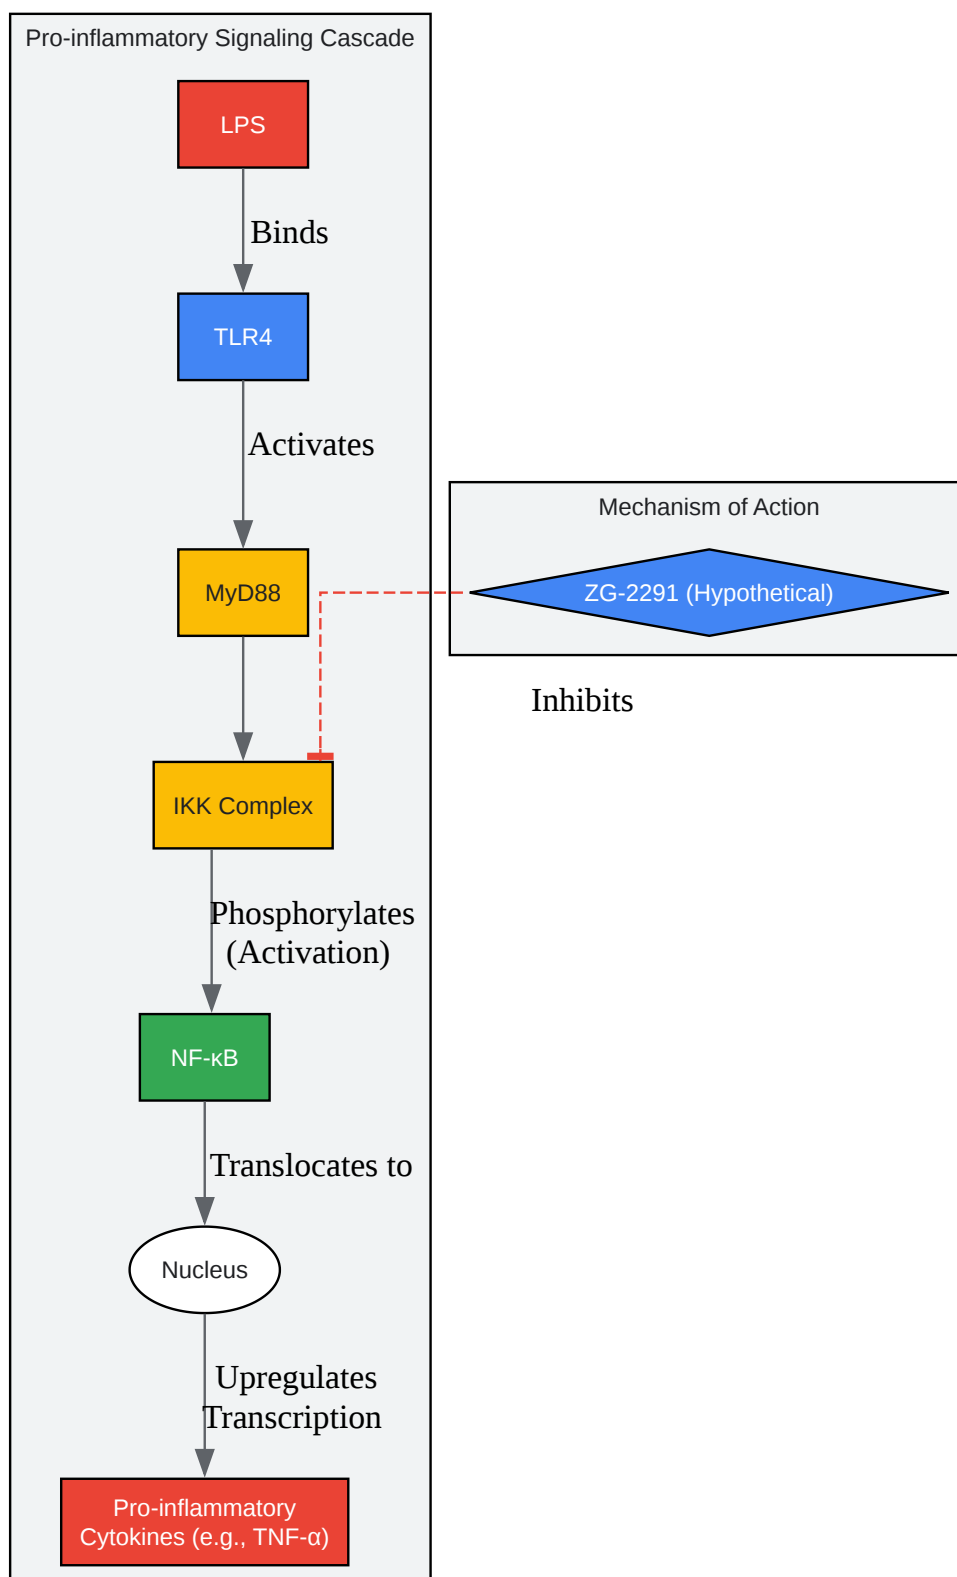 Pro-inflammatory Signaling Cascade
LPS
Binds
TLR4
Activates
Mechanism of Action
MyD88
ZG-2291 (Hypothetical)
Inhibits
IKK Complex
Phosphorylates
(Activation)
NF-κB
Translocates to
Nucleus
Upregulates
Transcription
Pro-inflammatory
Cytokines (e.g., TNF-α)